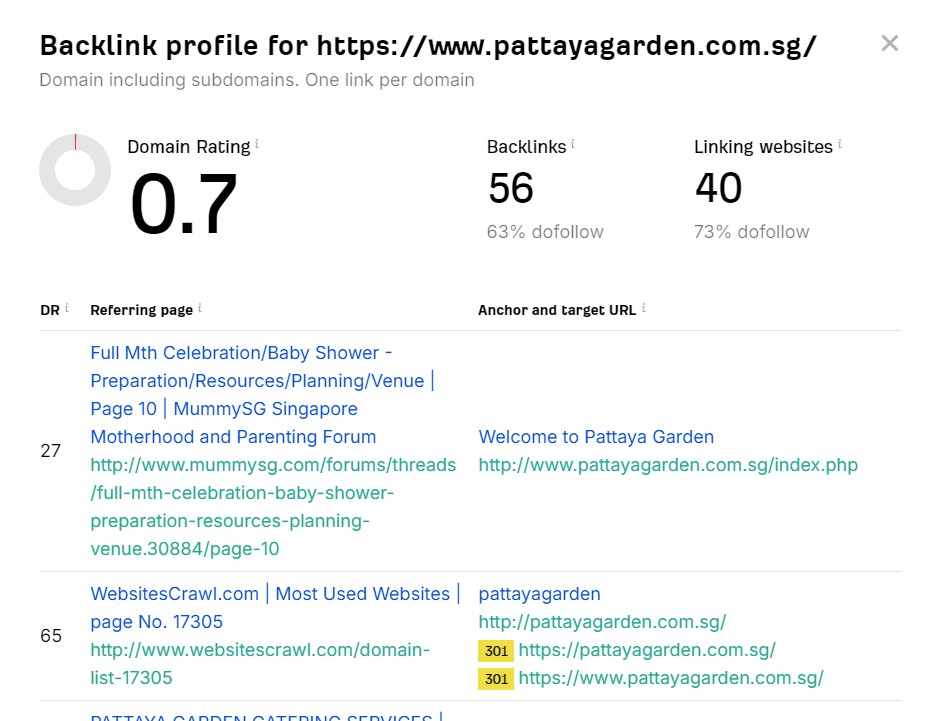 Backlink profile for https://www.pattayagarden.com.sg/
Domain including subdomains. One link per domain
Domain Rating i
0.7
Backlinks i
56
63% dofollow
Linking websites i
40
73% dofollow
DR i
Referring page i
Anchor and target URL i
27
Full Mth Celebration/Baby Shower -
Preparation/Resources/Planning/Venue |
Page 10 | MummySG Singapore
Motherhood and Parenting Forum
http://www.mummysg.com/forums/threads
/full-mth-celebration-baby-shower-
preparation-resources-planning-
venue.30884/page-10
Welcome to Pattaya Garden
http://www.pattayagarden.com.sg/index.php
65
WebsitesCrawl.com | Most Used Websites |
page No. 17305
http://www.websitescrawl.com/domain-
list-17305
pattayagarden
http://pattayagarden.com.sg/
301 https://pattayagarden.com.sg/
301 https://www.pattayagarden.com.sg/
PATTAYA GARDEN CATERING SERVICES |